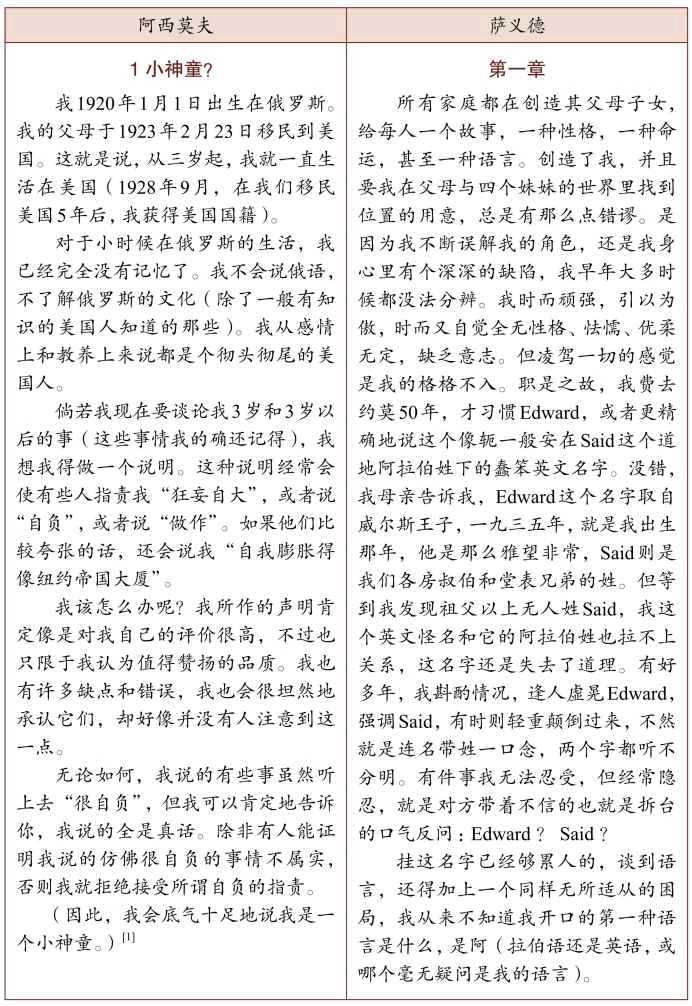 阿西莫夫
1 小神童?
我1920年1月1日出生在俄罗斯。
我的父母于1923年2月23日移民到美
国。这就是说,从三岁起,我就一直生
活在美国(1928年9月,在我们移民
美国5年后,我获得美国国籍)。
对于小时候在俄罗斯的生活,我
已经完全没有记忆了。我不会说俄语,
不了解俄罗斯的文化(除了一般有知
识的美国人知道的那些)。我从感情
上和教养上来说都是个彻头彻尾的美
国人。
倘若我现在要谈论我3岁和3岁以
后的事(这些事情我的确还记得),我
想我得做一个说明。这种说明经常会
使有些人指责我“狂妄自大”,或者说
“自负”,或者说“做作”。如果他们比
较夸张的话,还会说我“自我膨胀得
像纽约帝国大厦”。
我该怎么办呢?我所作的声明肯
定像是对我自己的评价很高,不过也
只限于我认为值得赞扬的品质。我也
有许多缺点和错误,我也会很坦然地
承认它们,却好像并没有人注意到这
一点。
无论如何,我说的有些事虽然听
上去“很自负”,但我可以肯定地告诉
你,我说的全是真话。除非有人能证
明我说的仿佛很自负的事情不属实,
否则我就拒绝接受所谓自负的指责。
(因此,我会底气十足地说我是一
个小神童。)[1]
萨义德
第一章
所有家庭都在创造其父母子女,
给每人一个故事,一种性格,一种命
运,甚至一种语言。创造了我,并且
要我在父母与四个妹妹的世界里找到
位置的用意,总是有那么点错谬。是
因为我不断误解我的角色,还是我身
心里有个深深的缺陷,我早年大多时
候都没法分辨。我时而顽强,引以为
傲,时而又自觉全无性格、怯懦、优柔
无定,缺乏意志。但凌驾一切的感觉
是我的格格不入。职是之故,我费去
约莫50年,才习惯Edward,或者更精
确地说这个像轭一般安在Said这个道
地阿拉伯姓下的蠢笨英文名字。没错,
我母亲告诉我,Edward这个名字取自
威尔斯王子,一九三五年,就是我出生
那年,他是那么雅望非常,Said则是
我们各房叔伯和堂表兄弟的姓。但等
到我发现祖父以上无人姓Said,我这
个英文怪名和它的阿拉伯姓也拉不上
关系,这名字还是失去了道理。有好
多年,我斟酌情况,逢人虚晃Edward,
强调Said,有时则轻重颠倒过来,不然
就是连名带姓一口念,两个字都听不
分明。有件事我无法忍受,但经常隐
忍,就是对方带着不信的也就是拆台
的口气反问:Edward? Said?
挂这名字已经够累人的,谈到语
言,还得加上一个同样无所适从的困
局,我从来不知道我开口的第一种语
言是什么,是阿(拉伯语还是英语,或
哪个毫无疑问是我的语言)。